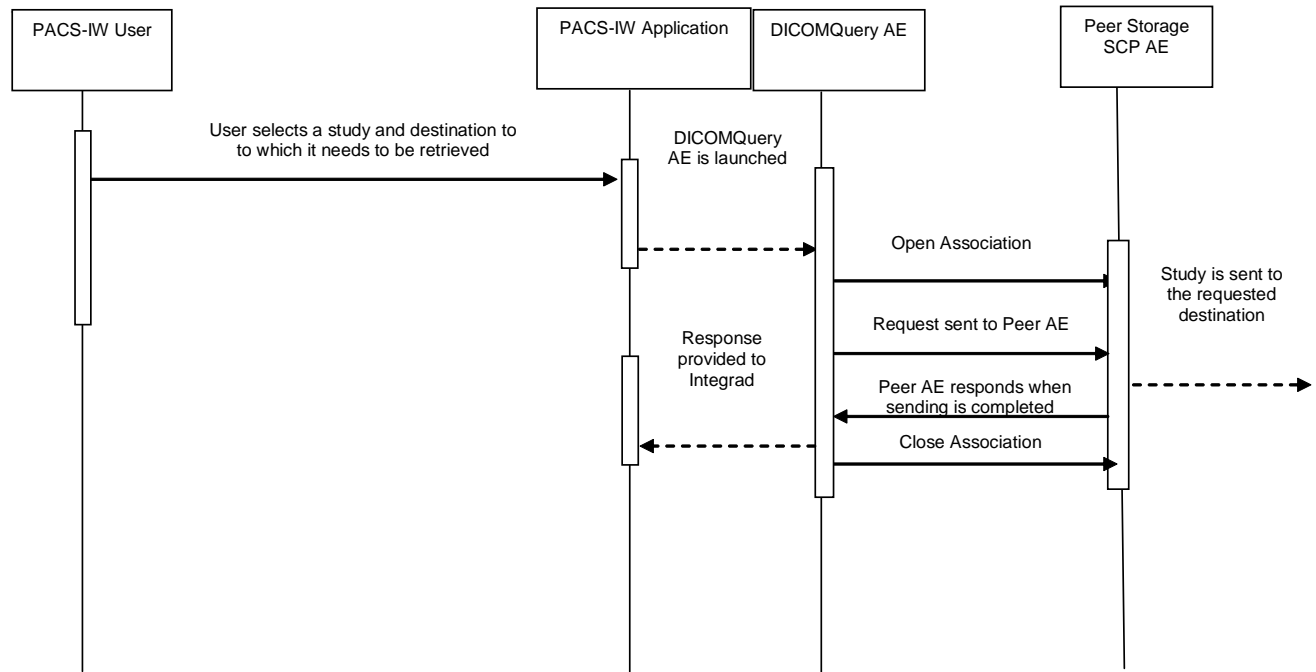 PACS-IW User
PACS-IW Application
DICOMQuery AE
Peer Storage
SCP AE
User selects a study and destination to
to which it needs to be retrieved
DICOMQuery
AE is launched
Open Association
Study is sent to
the requested
destination
Request sent to Peer AE
Response
provided to
Integrad
Peer AE responds when
sending is completed
Close Association